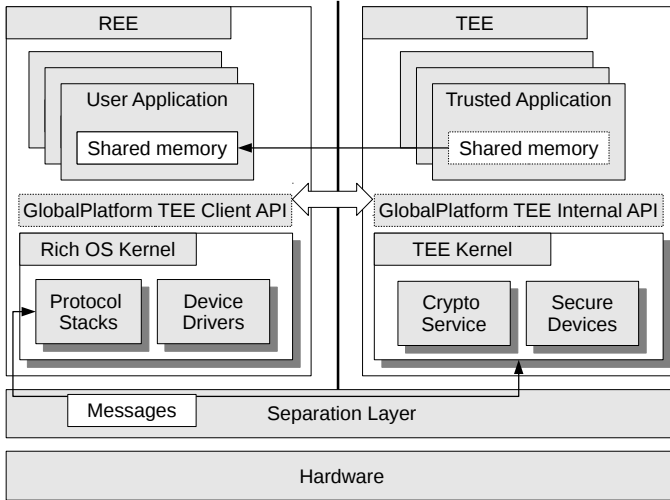 REE
User Application
Shared memory
GlobalPlatform TEE Client API
Rich OS Kernel
Protocol
Stacks
Device
Drivers
TEE
Trusted Application
Shared memory
GlobalPlatform TEE Internal API
TEE Kernel
Crypto
Service
Secure
Devices
Messages
Separation Layer
Hardware